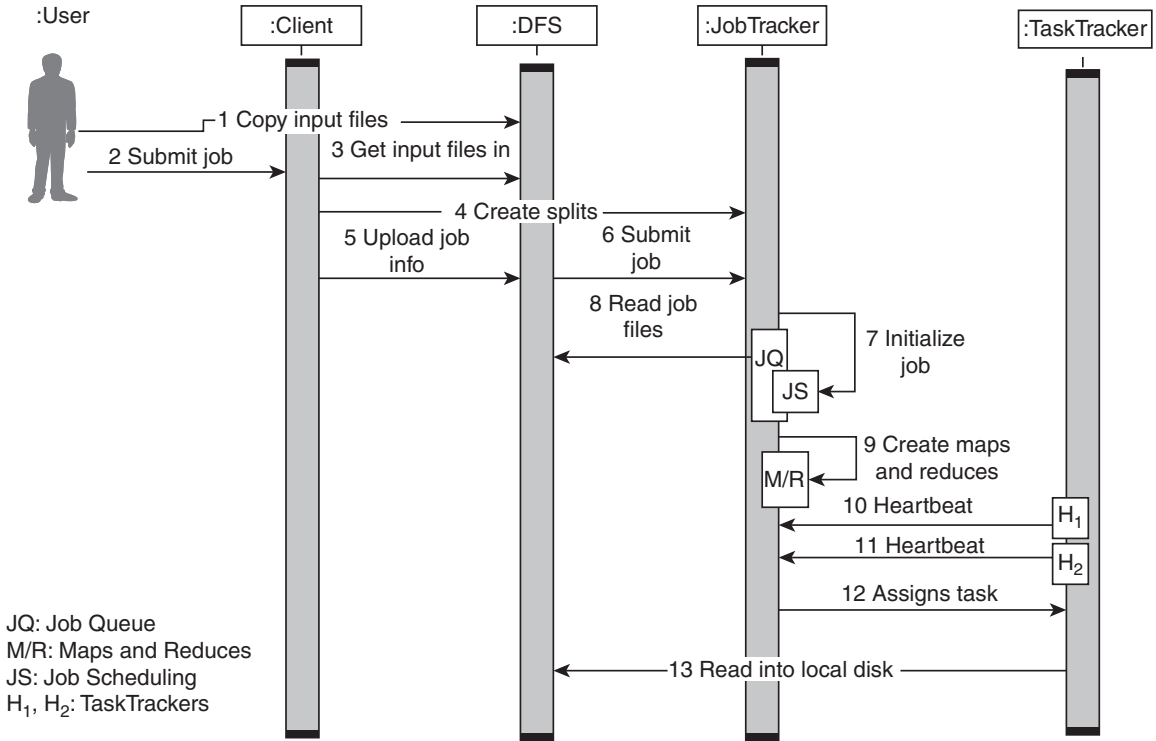 :User
:Client
:DFS
:JobTracker
:TaskTracker
1 Copy input files
2 Submit job
3 Get input files in
4 Create splits
5 Upload job
info
6 Submit
job
8 Read job
files
7 Initialize
job
JQ
JS
9 Create maps
and reduces
M/R
10 Heartbeat
H₁
11 Heartbeat
H₂
12 Assigns task
13 Read into local disk
JQ: Job Queue
M/R: Maps and Reduces
JS: Job Scheduling
H₁, H₂: TaskTrackers